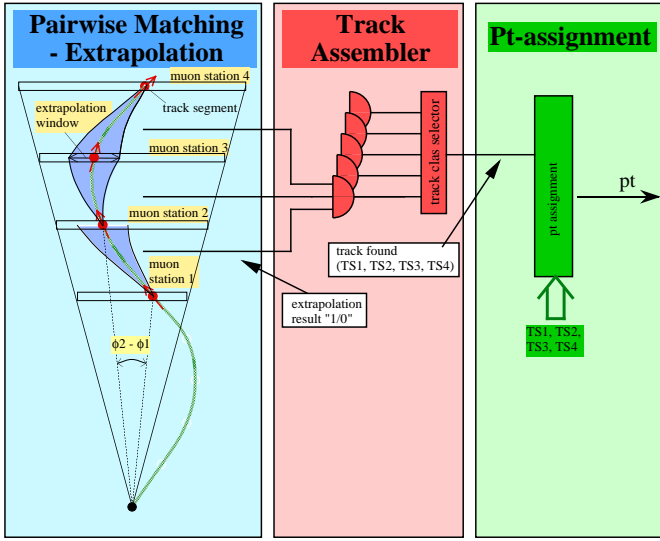 Pairwise Matching
- Extrapolation
muon station 4
extrapolation
window
track segment
muon station 3
muon station 2
muon
station 1
ϕ2 - ϕ1
extrapolation
result "1/0"
Track
Assembler
track clas selector
track found
(TS1, TS2, TS3, TS4)
Pt-assignment
pt assignment
pt
TS1, TS2,
TS3, TS4